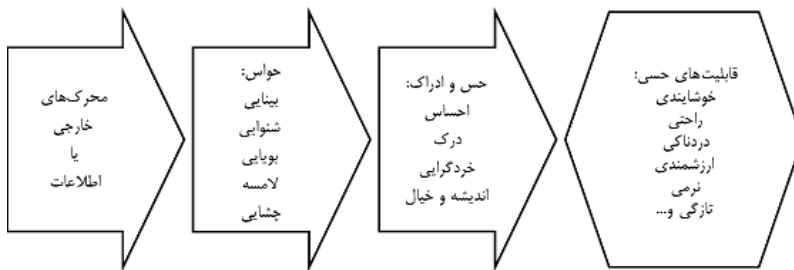 محرک‌های
خارجی
یا
اطلاعات
حواس:
بینایی
شنوایی
بویایی
لامسه
چشایی
حس و ادراک:
احساس
درک
خردگرایی
اندیشه و خیال
قابلیت‌های حسی:
خوشایندی
راحتی
دردناکی
ارزشمندی
نرمی
تازگی و...